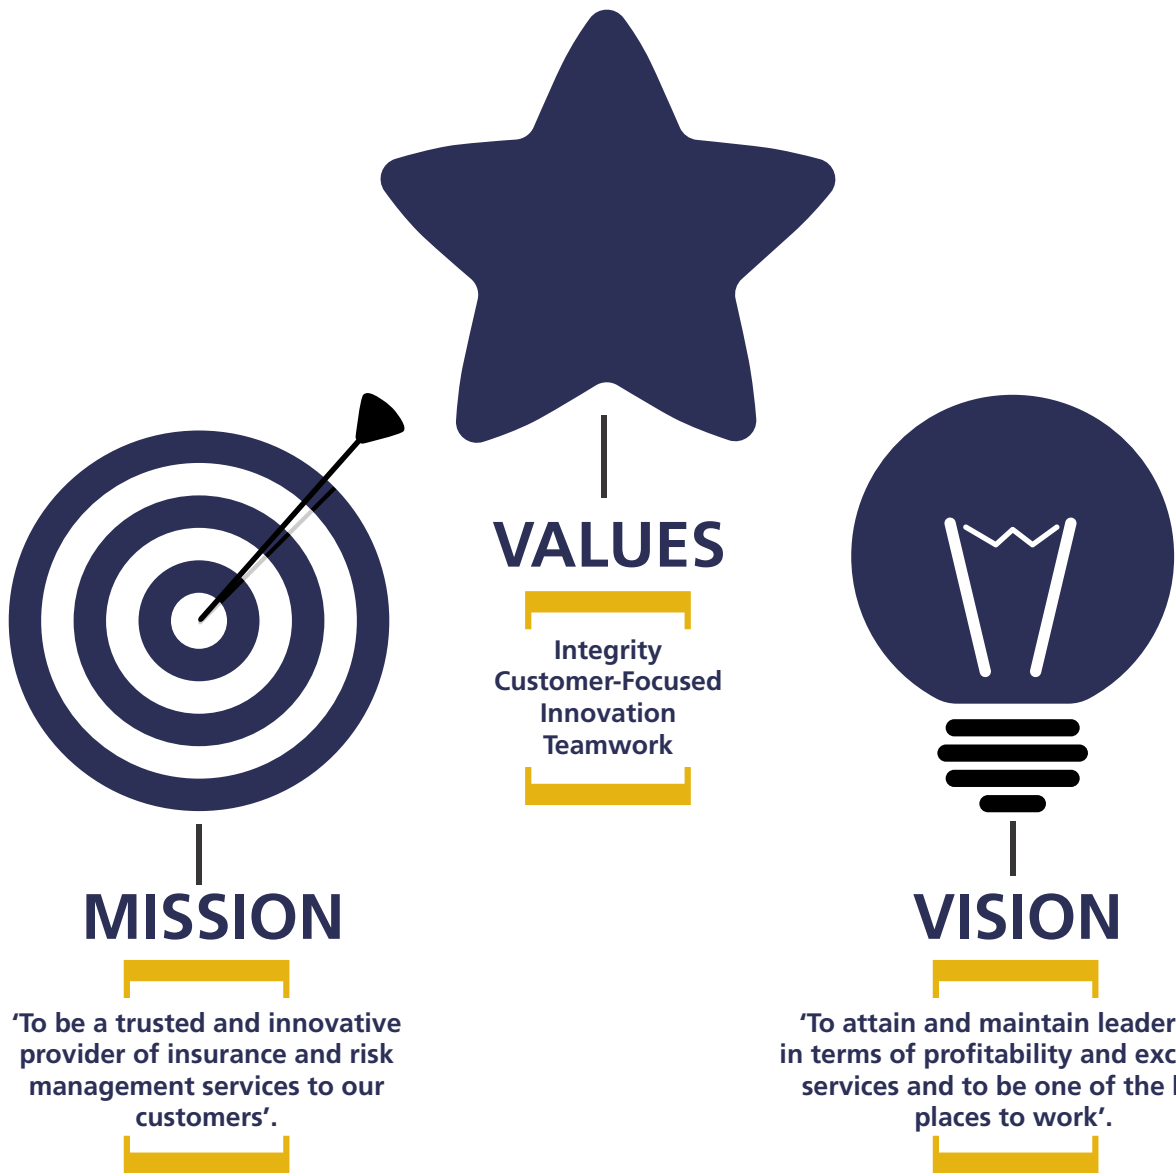 VALUES
Integrity
Customer-Focused
Innovation
Teamwork
MISSION
‘To be a trusted and innovative
provider of insurance and risk
management services to our
customers’.
VISION
‘To attain and maintain leader
in terms of profitability and exc
services and to be one of the
places to work’.